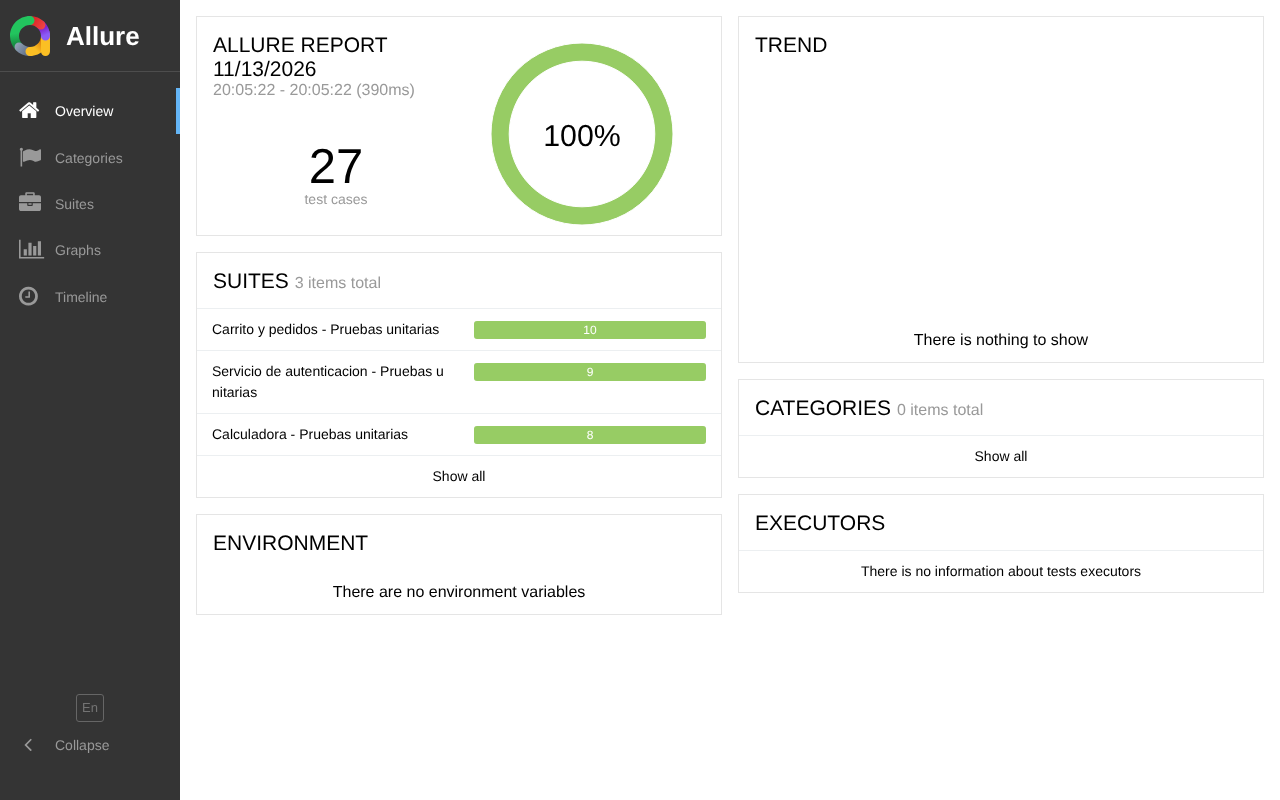 Allure
Overview
Categories
Suites
Graphs
Timeline
En
Collapse
ALLURE REPORT
11/13/2026
20:05:22 - 20:05:22 (390ms)
27
test cases
100%
SUITES 3 items total
Carrito y pedidos - Pruebas unitarias
10
Servicio de autenticacion - Pruebas u
nitarias
9
Calculadora - Pruebas unitarias
8
Show all
ENVIRONMENT
There are no environment variables
TREND
There is nothing to show
CATEGORIES 0 items total
Show all
EXECUTORS
There is no information about tests executors